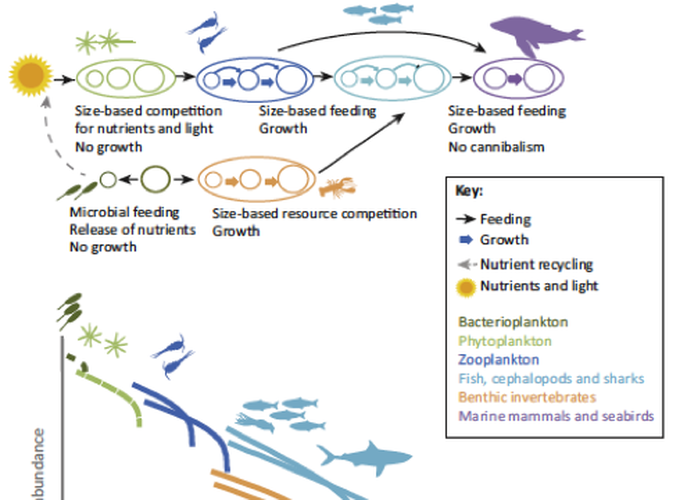 Size-based competition
for nutrients and light
No growth
Size-based feeding
Growth
Size-based feeding
Growth
No cannibalism
Microbial feeding
Release of nutrients
No growth
Size-based resource competition
Growth
Key:
Feeding
Growth
Nutrient recycling
Nutrients and light
Bacterioplankton
Phytoplankton
Zooplankton
Fish, cephalopods and sharks
Benthic invertebrates
Marine mammals and seabirds